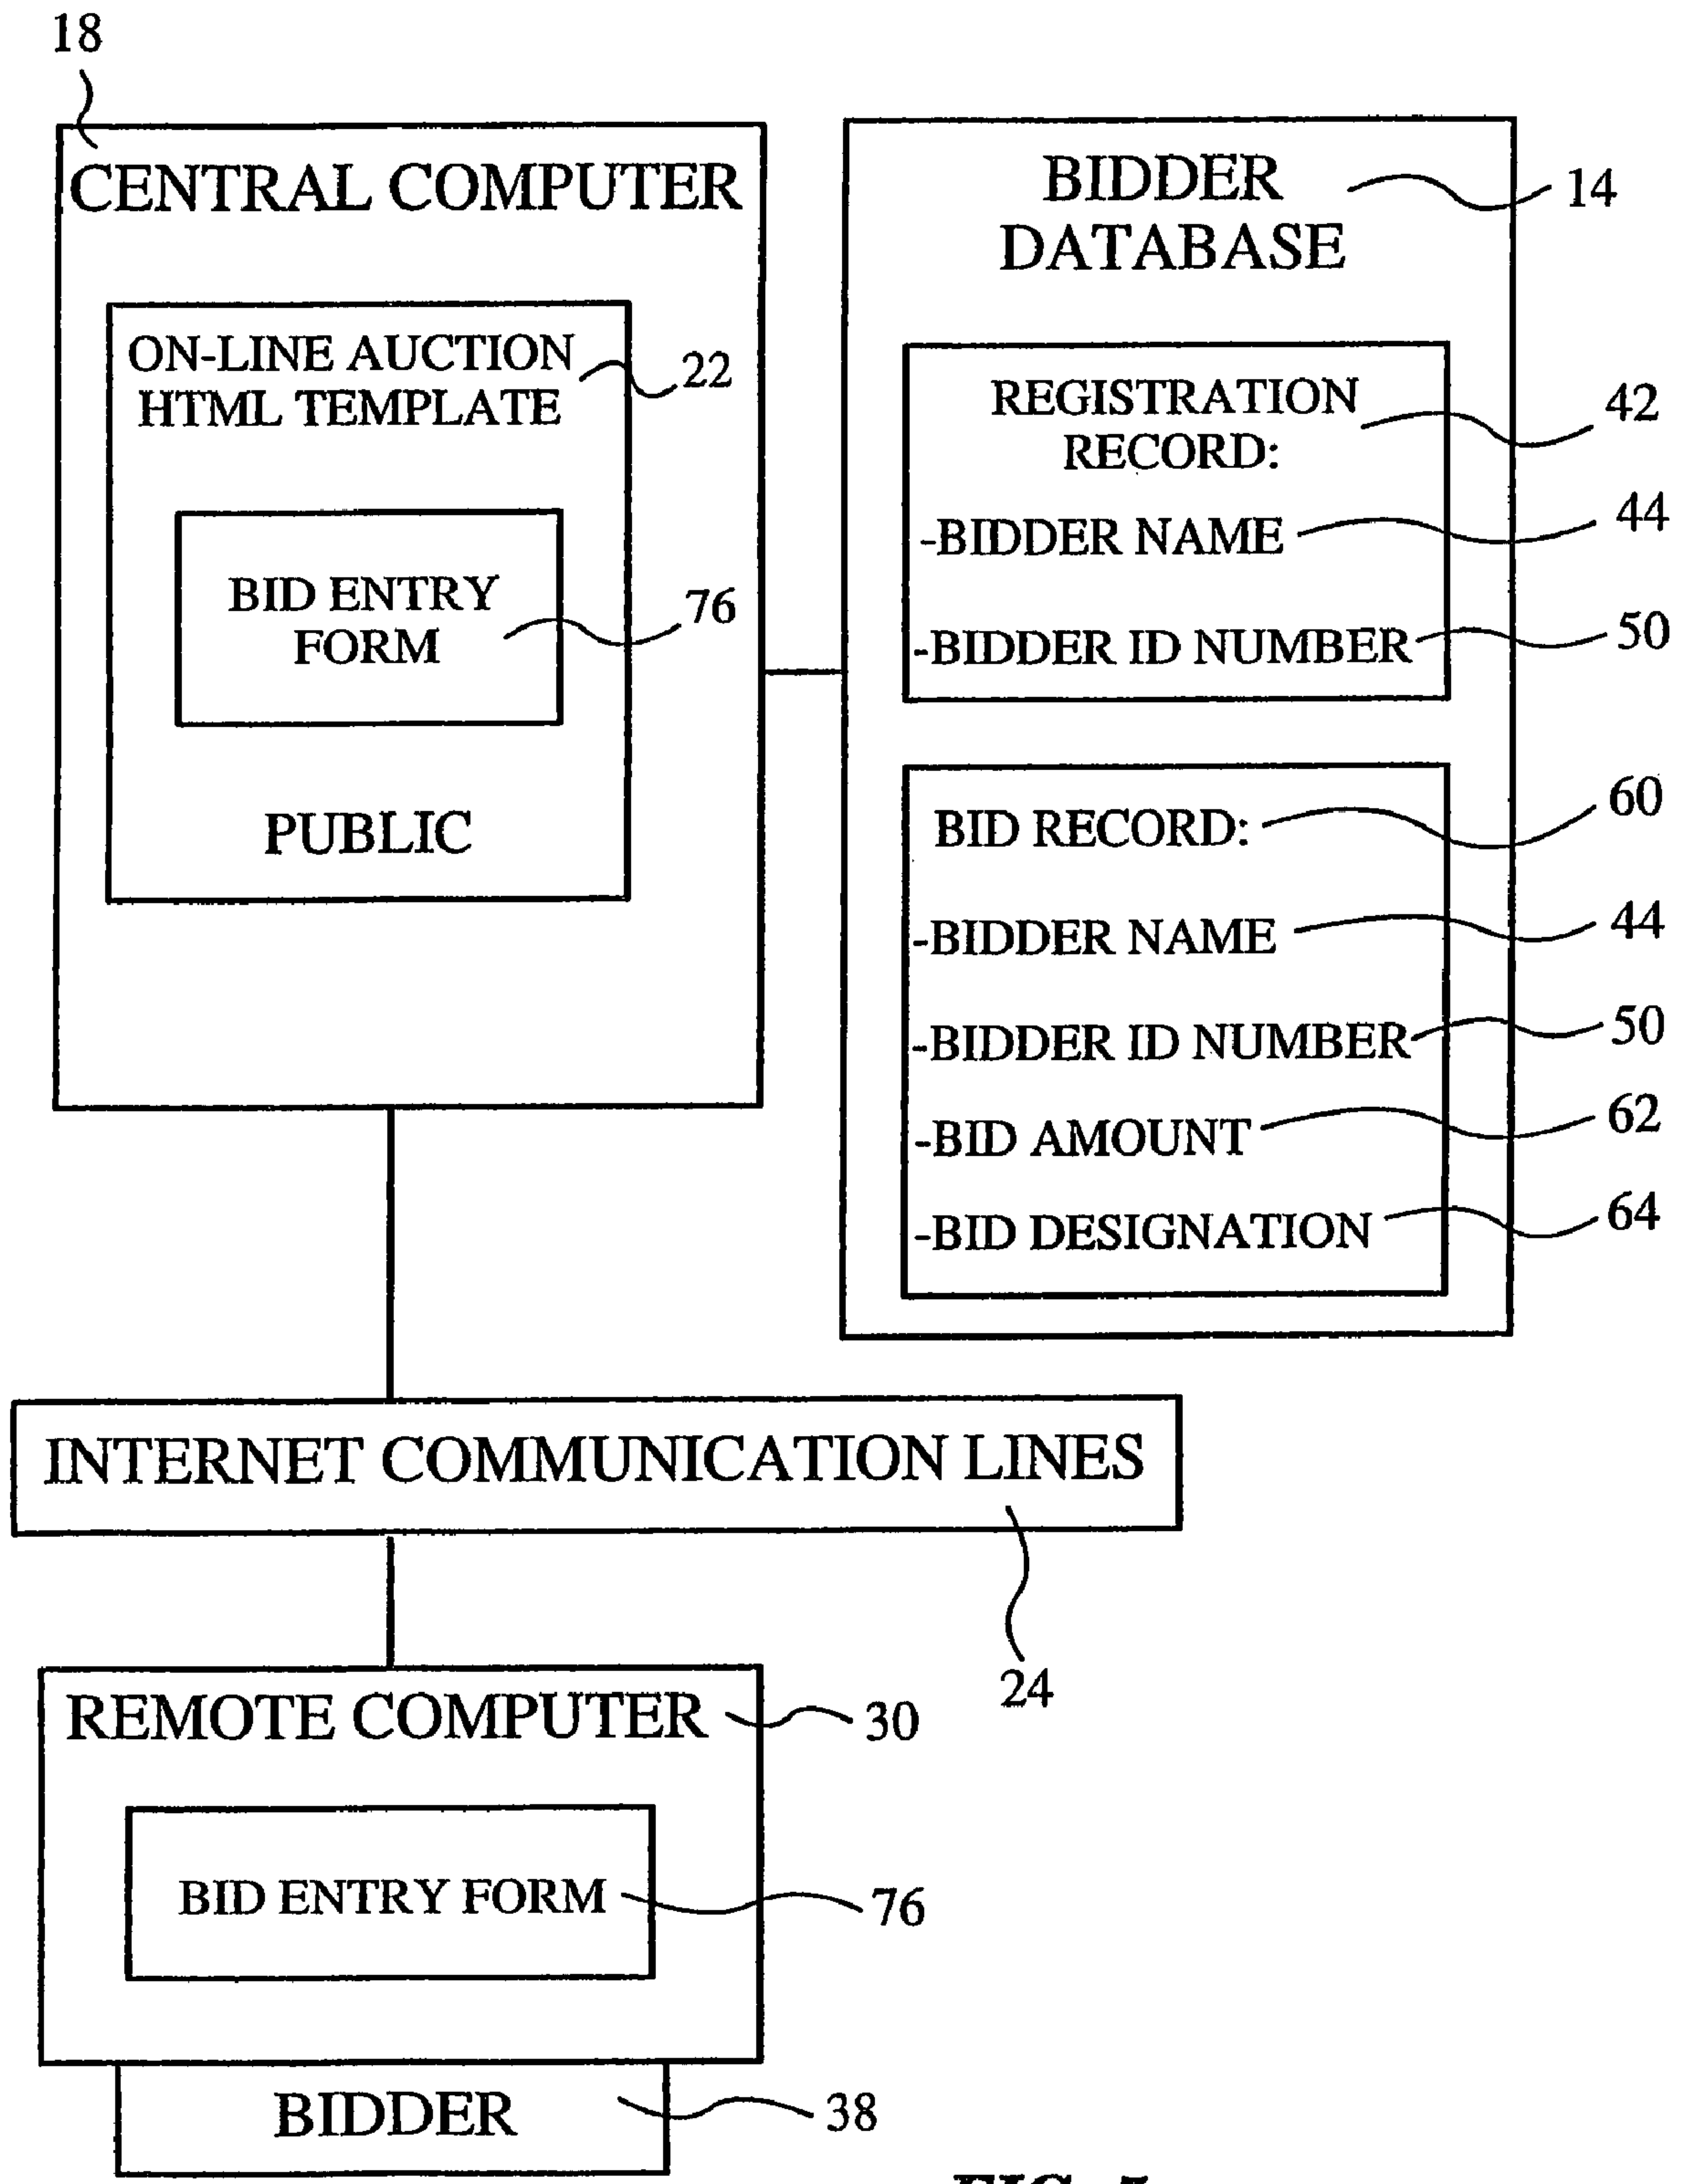 18
CENTRAL COMPUTER
ON-LINE AUCTION
HTML TEMPLATE
22
BID ENTRY
FORM
76
PUBLIC
BIDDER
DATABASE
14
REGISTRATION
RECORD:
42
-BIDDER NAME
44
-BIDDER ID NUMBER
50
BID RECORD:
60
-BIDDER NAME
44
-BIDDER ID NUMBER
50
-BID AMOUNT
62
-BID DESIGNATION
64
INTERNET COMMUNICATION LINES
24
REMOTE COMPUTER
30
BID ENTRY FORM
76
BIDDER
38